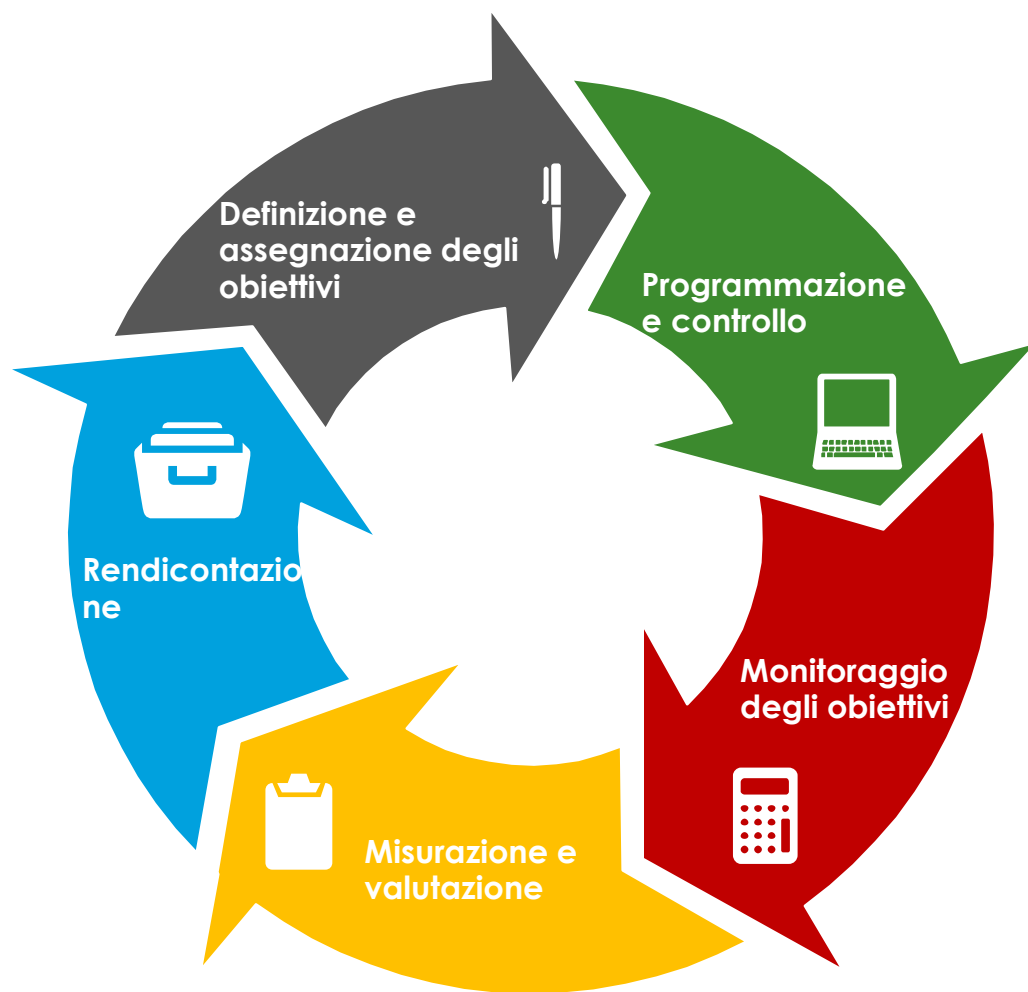 Definizione e
assegnazione degli
obiettivi
Programmazione
e controllo
Monitoraggio
degli obiettivi
Misurazione e
valutazione
Rendicontazio
ne